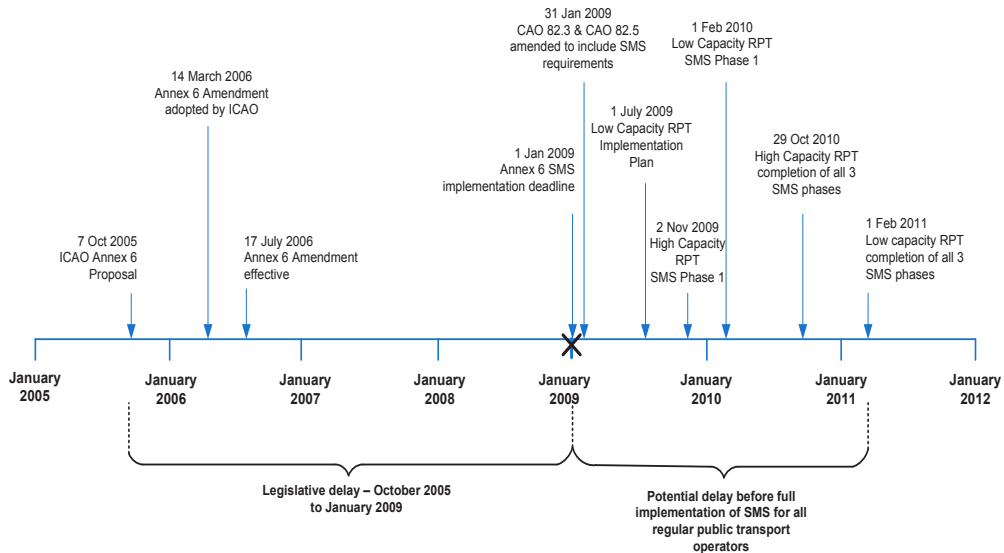 31 Jan 2009
CAO 82.3 & CAO 82.5
amended to include SMS
requirements
1 Feb 2010
Low Capacity RPT
SMS Phase 1
14 March 2006
Annex 6 Amendment
adopted by ICAO
1 July 2009
Low Capacity RPT
Implementation
Plan
29 Oct 2010
High Capacity RPT
completion of all 3
SMS phases
1 Jan 2009
Annex 6 SMS
implementation deadline
7 Oct 2005
ICAO Annex 6
Proposal
17 July 2006
Annex 6 Amendment
effective
2 Nov 2009
High Capacity
RPT
SMS Phase 1
1 Feb 2011
Low capacity RPT
completion of all 3
SMS phases
January
2005
January
2006
January
2007
January
2008
January
2009
January
2010
January
2011
January
2012
Legislative delay – October 2005
to January 2009
Potential delay before full
implementation of SMS for all
regular public transport
operators